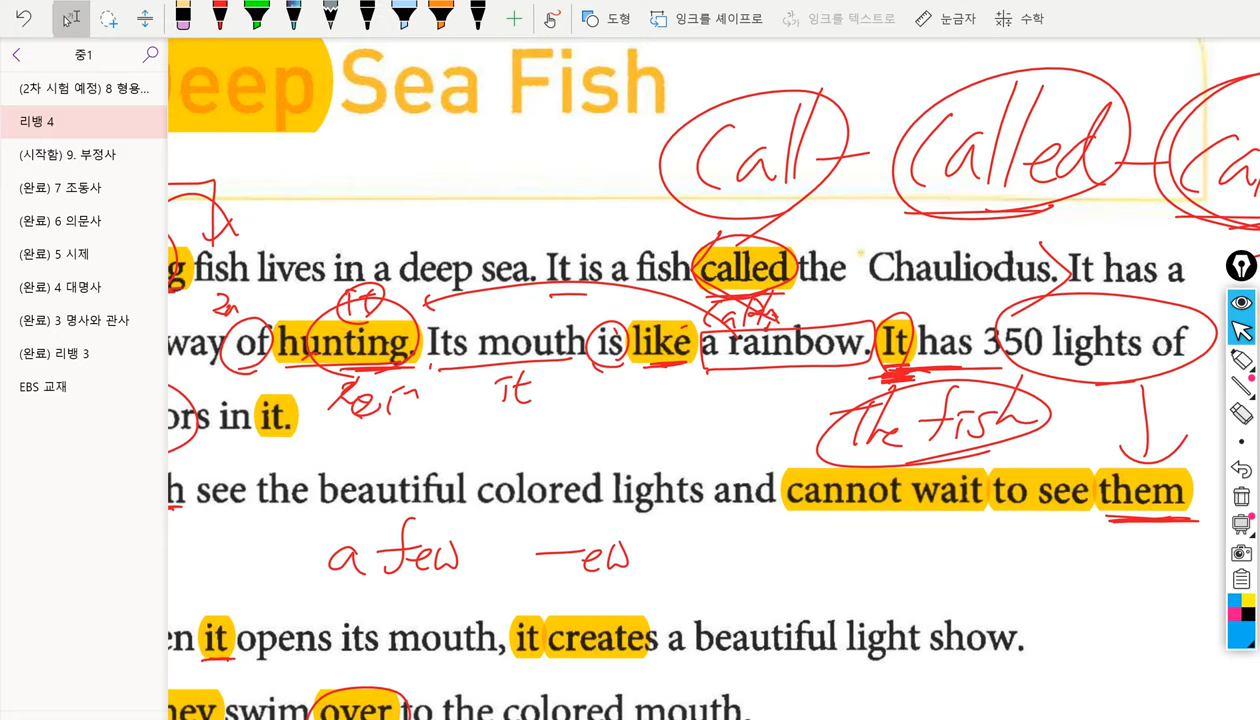 도형
잉크를 셰이프로
잉크를 텍스트로
눈금자
수학
중1
(2차 시험 예정) 8 형용...
리뱅 4
(시작함) 9. 부정사
(완료) 7 조동사
(완료) 6 의문사
(완료) 5 시제
(완료) 4 대명사
(완료) 3 명사와 관사
(완료) 리뱅 3
EBS 교재
eep Sea Fish
Call - Called -
g fish lives in a deep sea. It is a fish called the Chauliodus. It has a
it
way of hunting. Its mouth is like a rainbow. It has 350 lights of
it
the fish
ors in it.
h see the beautiful colored lights and cannot wait to see them
a few -ew
en it opens its mouth, it creates a beautiful light show.
hey swim over to the colored mouth.